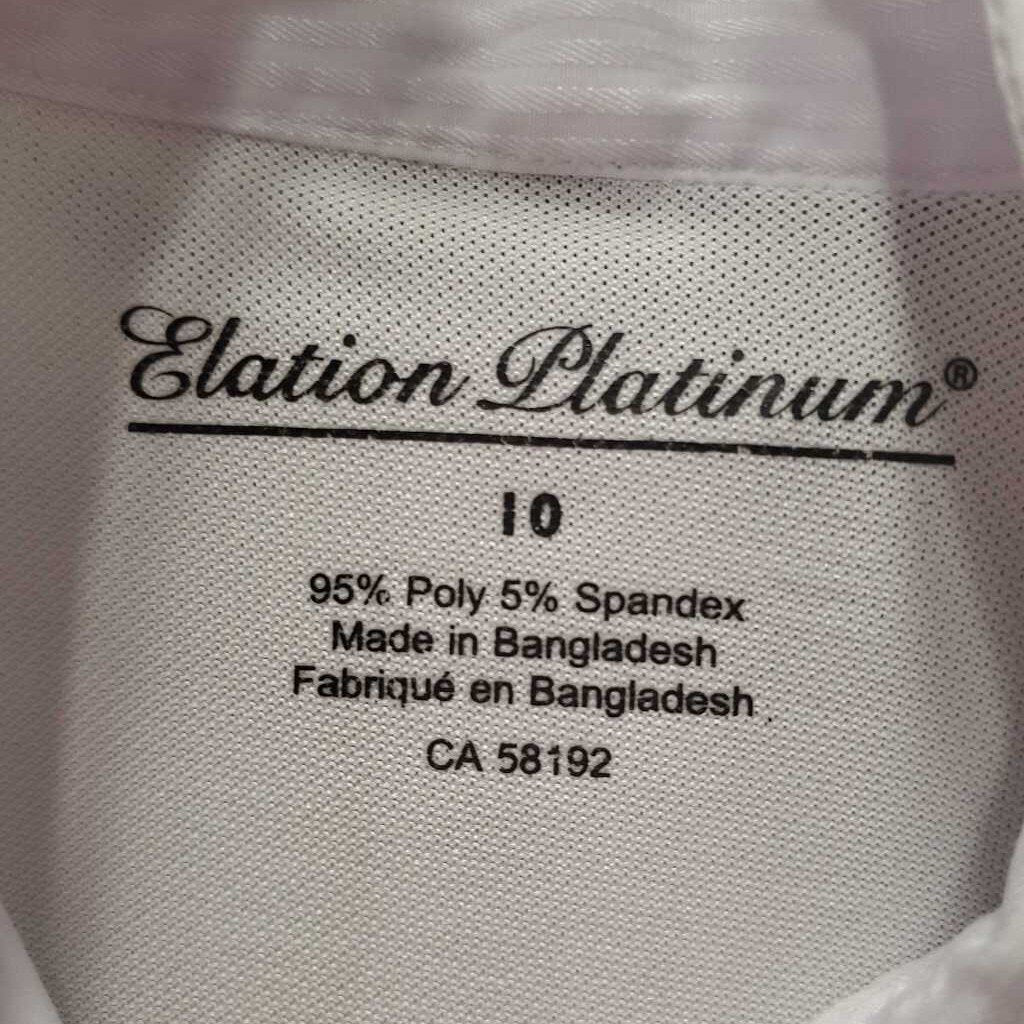 Elation Platinum®
10
95% Poly 5% Spandex
Made in Bangladesh
Fabriqué en Bangladesh
CA 58192